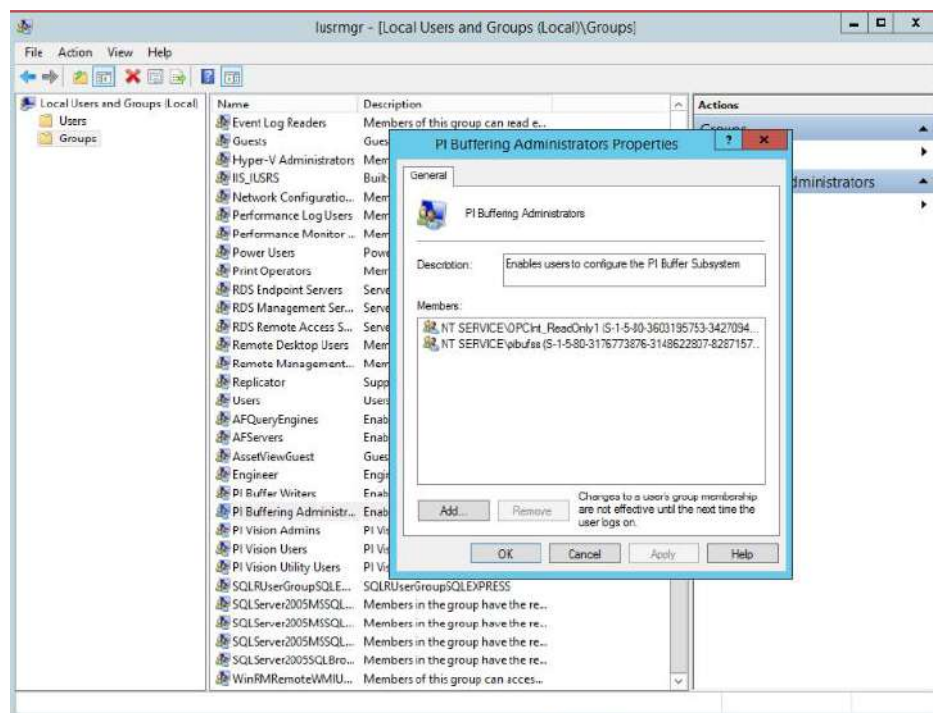 lusrmgr - [Local Users and Groups (Local)\Groups]
File Action View Help
Local Users and Groups (Local)
Users
Groups
Name Description
Event Log Readers Members of this group can read e...
Guests Gues
Hyper-V Administrators Mem
IIS_IUSRS Built-
Network Configuratio... Mem
Performance Log Users Mem
Performance Monitor ... Mem
Power Users Powe
Print Operators Mem
RDS Endpoint Servers Serve
RDS Management Ser... Serve
RDS Remote Access S... Serve
Remote Desktop Users Mem
Remote Management... Mem
Replicator Supp
Users Users
AFQueryEngines Enab
AFServers Enab
AssetViewGuest Gues
Engineer Engi
PI Buffer Writers Enab
PI Buffering Administr... Enab
PI Vision Admins PI Vis
PI Vision Users PI Vis
PI Vision Utility Users PI Vis
SQLRUserGroupSQLE... SQLRUserGroupSQLEXPRESS
SQLServer2005MSSQL... Members in the group have the re...
SQLServer2005MSSQL... Members in the group have the re...
SQLServer2005MSSQL... Members in the group have the re...
SQLServer2005SQLBro... Members in the group have the re...
WinRMRemoteWMIU... Members of this group can acces...
PI Buffering Administrators Properties
General
PI Buffering Administrators
Description: Enables users to configure the PI Buffer Subsystem
Members:
NT SERVICE\OPCInt_ReadOnly1 (S-1-5-80-3603195753-3427094...
NT SERVICE\pibufss (S-1-5-80-3176773876-3148622807-8287157...
Add... Remove
Changes to a user's group membership
are not effective until the next time the
user logs on.
OK Cancel Apply Help
Actions
Groups
dministrators